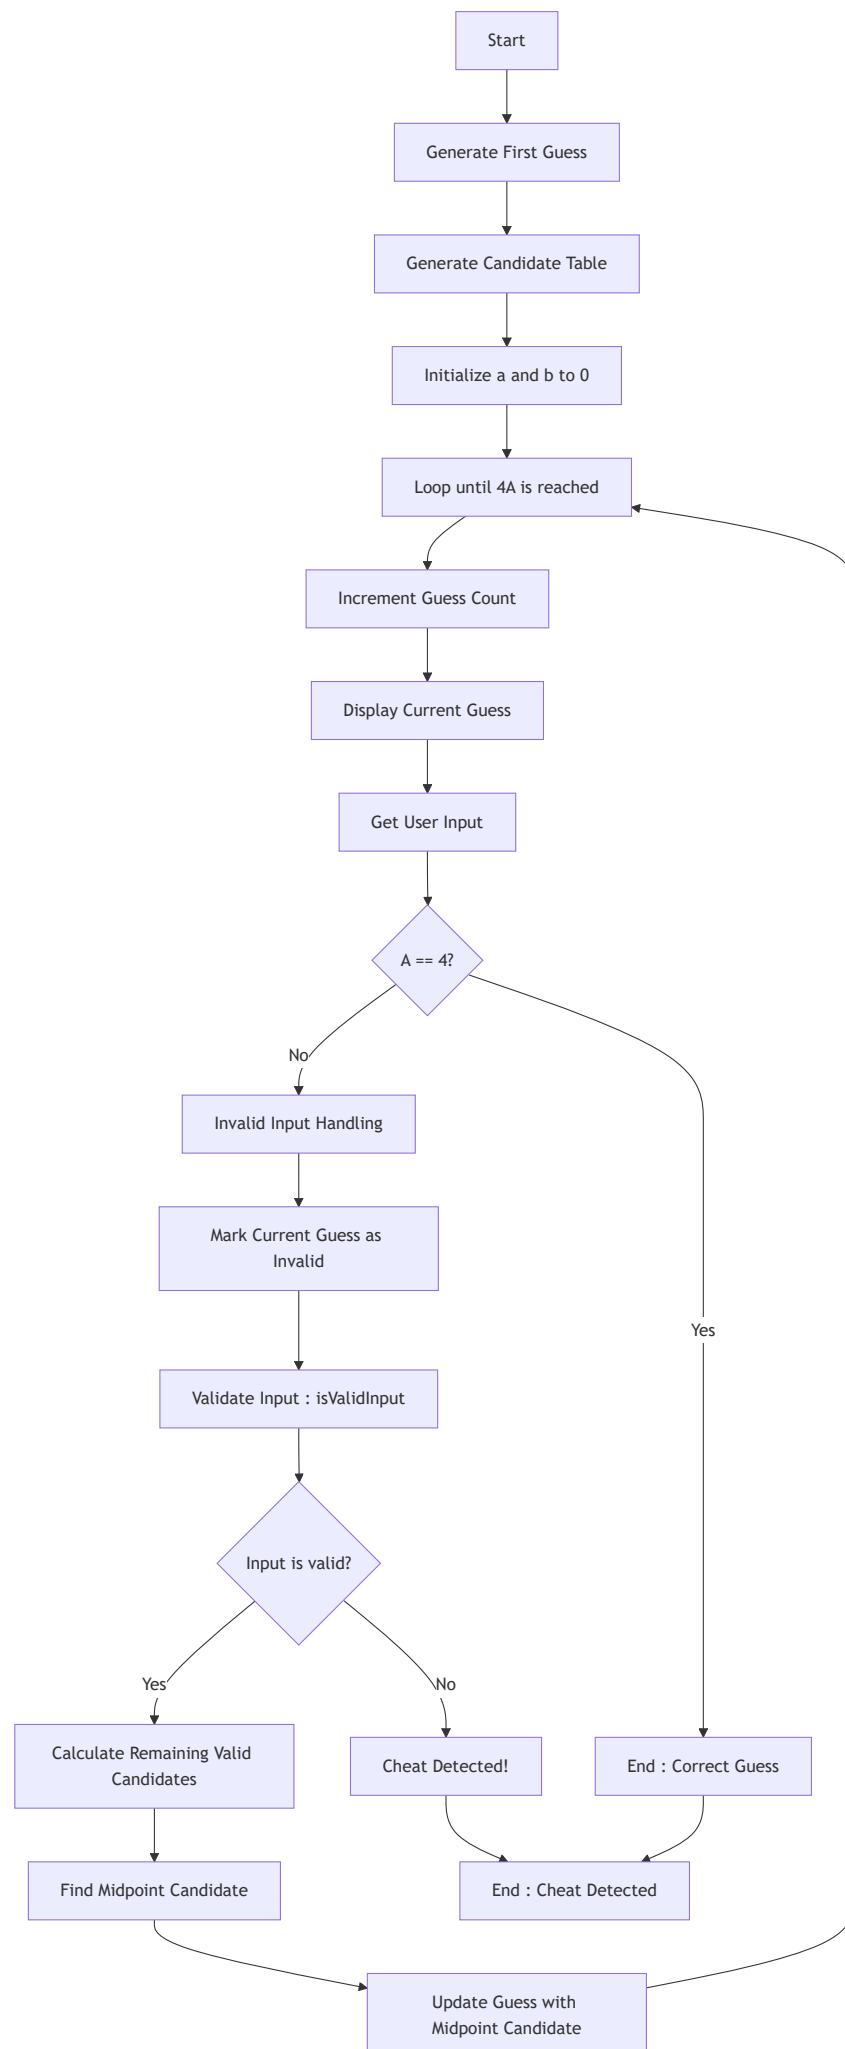 Start
Generate First Guess
Generate Candidate Table
Initialize a and b to 0
Loop until 4A is reached
Increment Guess Count
Display Current Guess
Get User Input
A == 4?
No
Invalid Input Handling
Mark Current Guess as
Invalid
Yes
Validate Input : isValidInput
Input is valid?
Yes
No
Calculate Remaining Valid
Candidates
Cheat Detected!
End : Correct Guess
Find Midpoint Candidate
End : Cheat Detected
Update Guess with
Midpoint Candidate